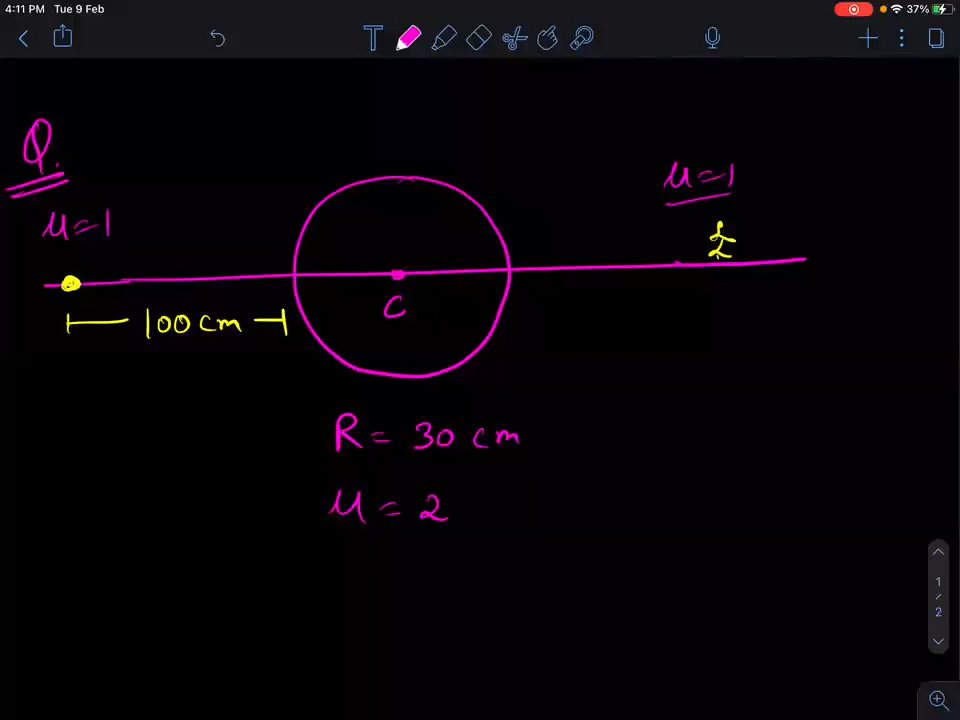 4:11 PM Tue 9 Feb
37%
T
Q.
μ=1
μ=1
100 cm
C
R = 30 cm
μ = 2
1
/
2